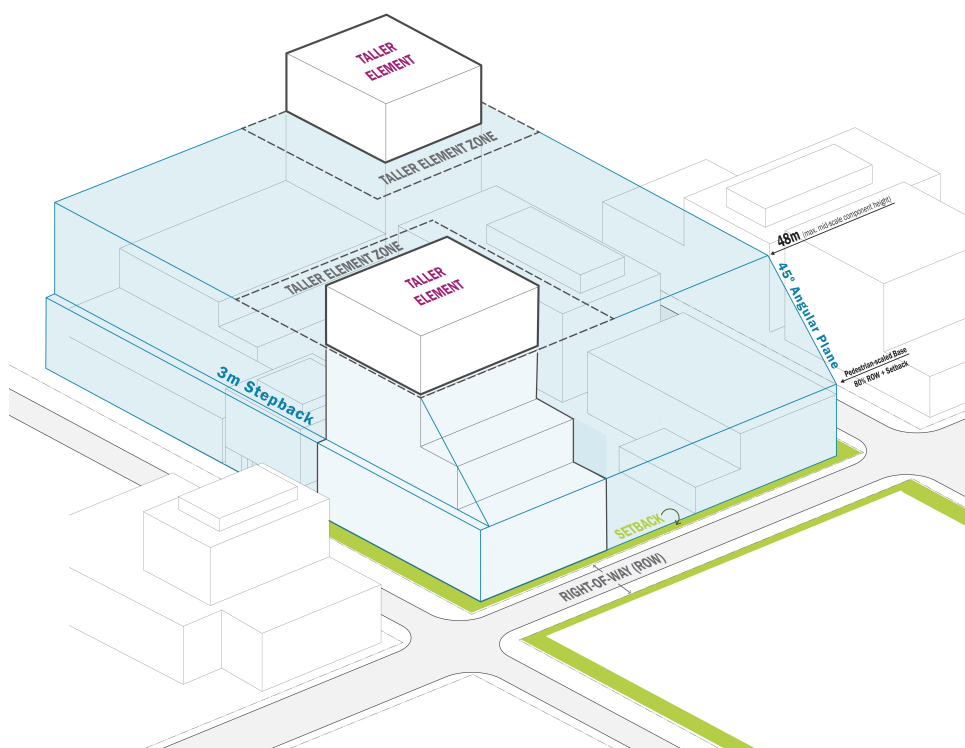 TALLER
ELEMENT
TALLER ELEMENT ZONE
48m (max. mid-scale component height)
TALLER ELEMENT ZONE
TALLER
ELEMENT
45° Angular Plane
Pedestrian-scaled Base
80% ROW + Setback
3m Stepback
SETBACK
RIGHT-OF-WAY (ROW)